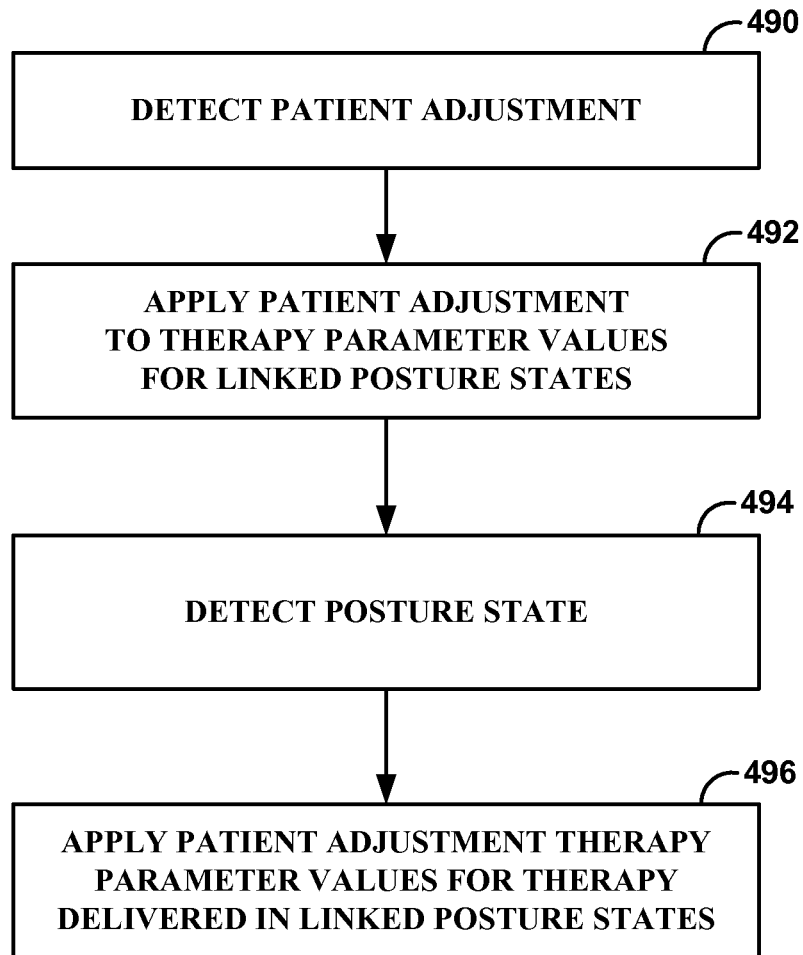 490
DETECT PATIENT ADJUSTMENT
492
APPLY PATIENT ADJUSTMENT
TO THERAPY PARAMETER VALUES
FOR LINKED POSTURE STATES
494
DETECT POSTURE STATE
496
APPLY PATIENT ADJUSTMENT THERAPY
PARAMETER VALUES FOR THERAPY
DELIVERED IN LINKED POSTURE STATES